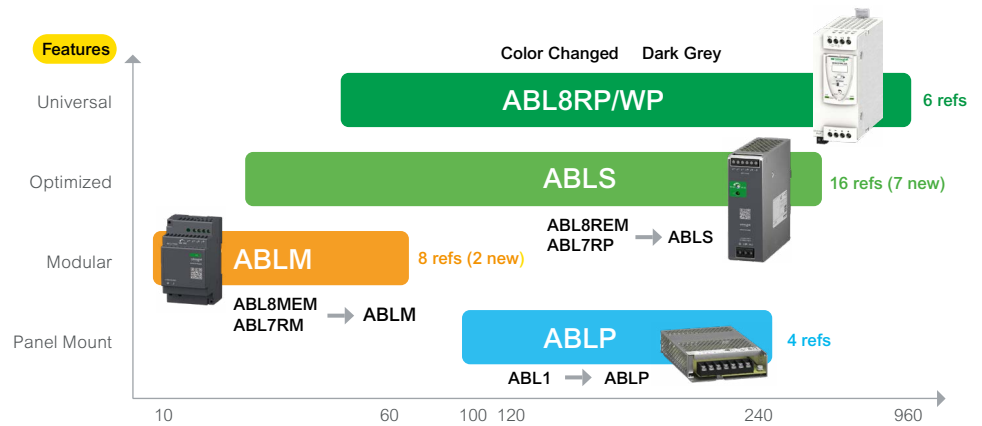 Features
Color Changed Dark Grey
Universal
ABL8RP/WP
6 refs
Optimized
ABLS
16 refs (7 new)
ABL8REM
ABL7RP
ABLS
Modular
ABLM
8 refs (2 new)
ABL8MEM
ABL7RM
ABLM
Panel Mount
ABLP
4 refs
ABL1
ABLP
10 60 100 120 240 960